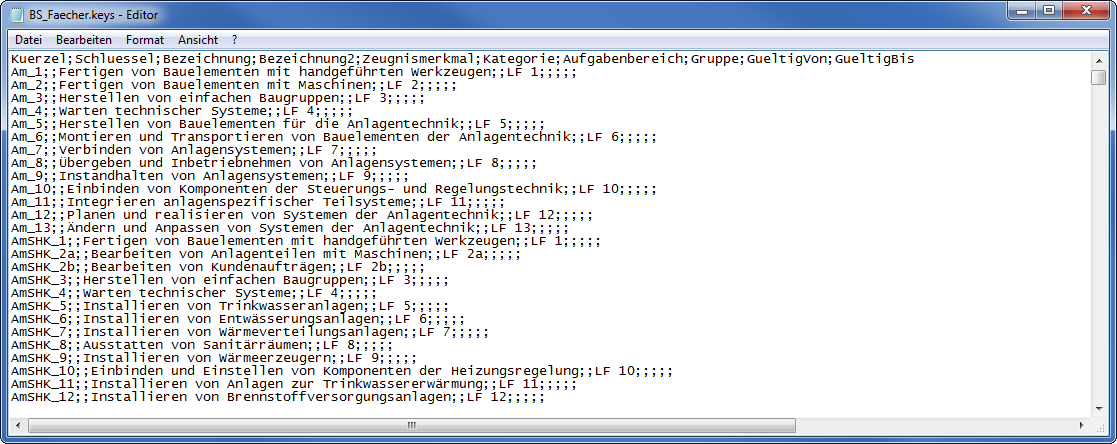 BS_Faecher.keys - Editor
Datei Bearbeiten Format Ansicht ?
Kuerzel;Schluessel;Bezeichnung;Bezeichnung2;Zeugnismerkmal;Kategorie;Aufgabenbereich;Gruppe;GueltigVon;GueltigBis
Am_1;;Fertigen von Bauelementen mit handgeführten Werkzeugen;;LF 1;;;;;
Am_2;;Fertigen von Bauelementen mit Maschinen;;LF 2;;;;;
Am_3;;Herstellen von einfachen Baugruppen;;LF 3;;;;;
Am_4;;Warten technischer Systeme;;LF 4;;;;;
Am_5;;Herstellen von Bauelementen für die Anlagentechnik;;LF 5;;;;;
Am_6;;Montieren und Transportieren von Bauelementen der Anlagentechnik;;LF 6;;;;;
Am_7;;Verbinden von Anlagensystemen;;LF 7;;;;;
Am_8;;Übergeben und Inbetriebnehmen von Anlagensystemen;;LF 8;;;;;
Am_9;;Instandhalten von Anlagensystemen;;LF 9;;;;;
Am_10;;Einbinden von Komponenten der Steuerungs- und Regelungstechnik;;LF 10;;;;;
Am_11;;Integrieren anlagenspezifischer Teilsysteme;;LF 11;;;;;
Am_12;;Planen und realisieren von Systemen der Anlagentechnik;;LF 12;;;;;
Am_13;;Ändern und Anpassen von Systemen der Anlagentechnik;;LF 13;;;;;
AmSHK_1;;Fertigen von Bauelementen mit handgeführten Werkzeugen;;LF 1;;;;;
AmSHK_2a;;Bearbeiten von Anlagenteilen mit Maschinen;;LF 2a;;;;;
AmSHK_2b;;Bearbeiten von Kundenaufträgen;;LF 2b;;;;;
AmSHK_3;;Herstellen von einfachen Baugruppen;;LF 3;;;;;
AmSHK_4;;Warten technischer Systeme;;LF 4;;;;;
AmSHK_5;;Installieren von Trinkwasseranlagen;;LF 5;;;;;
AmSHK_6;;Installieren von Entwässerungsanlagen;;LF 6;;;;;
AmSHK_7;;Installieren von Wärmeverteilungsanlagen;;LF 7;;;;;
AmSHK_8;;Ausstatten von Sanitärräumen;;LF 8;;;;;
AmSHK_9;;Installieren von Wärmeerzeugern;;LF 9;;;;;
AmSHK_10;;Einbinden und Einstellen von Komponenten der Heizungsregelung;;LF 10;;;;;
AmSHK_11;;Installieren von Anlagen zur Trinkwassererwärmung;;LF 11;;;;;
AmSHK_12;;Installieren von Brennstoffversorgungsanlagen;;LF 12;;;;;